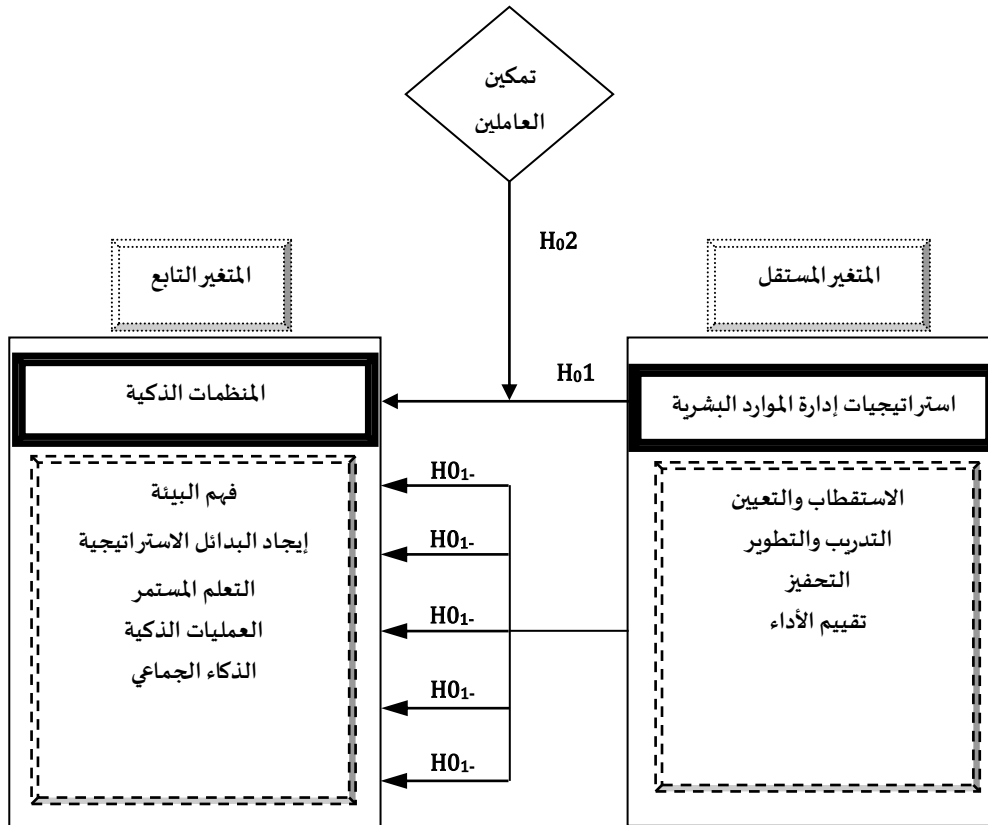 تمكين
العاملين
H₀2
المتغير المستقل
المتغير التابع
H₀1
استراتيجيات إدارة الموارد البشرية
المنظمات الذكية
الاستقطاب والتعيين
التدريب والتطوير
التحفيز
تقييم الأداء
H0₁-
H0₁-
H0₁-
H0₁-
H0₁-
فهم البيئة
إيجاد البدائل الاستراتيجية
التعلم المستمر
العمليات الذكية
الذكاء الجماعي